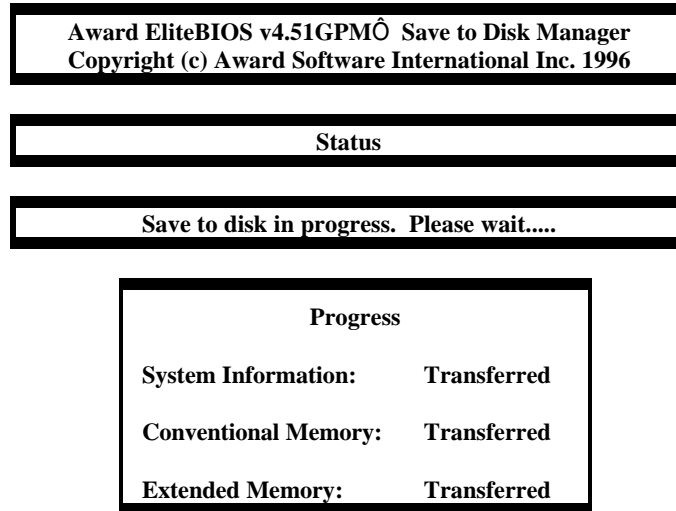 Award EliteBIOS v4.51GPMÔ Save to Disk Manager
Copyright (c) Award Software International Inc. 1996
Status
Save to disk in progress. Please wait.....
Progress
System Information: Transferred
Conventional Memory: Transferred
Extended Memory: Transferred